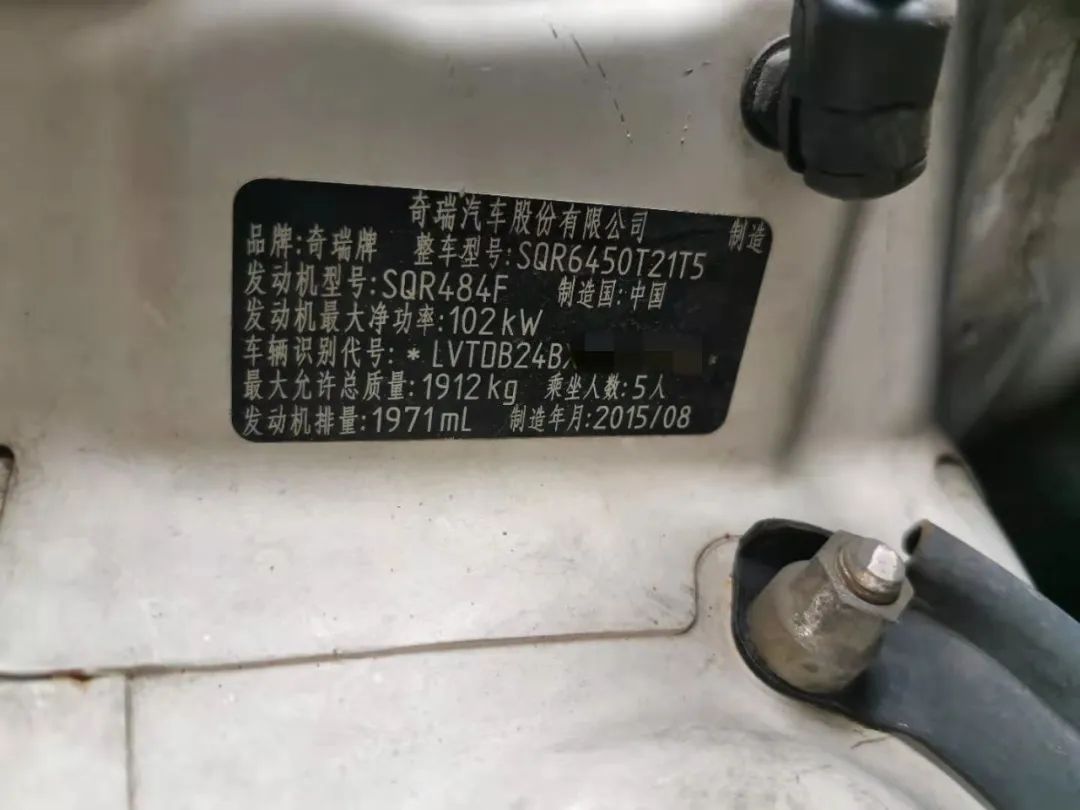 奇瑞汽车股份有限公司 制造
品牌:奇瑞牌 整车型号:SQR6450T21T5
发动机型号:SQR484F 制造国:中国
发动机最大净功率:102kW
车辆识别代号:*LVTDB24B *
最大允许总质量:1912kg 乘坐人数:5人
发动机排量:1971mL 制造年月:2015/08